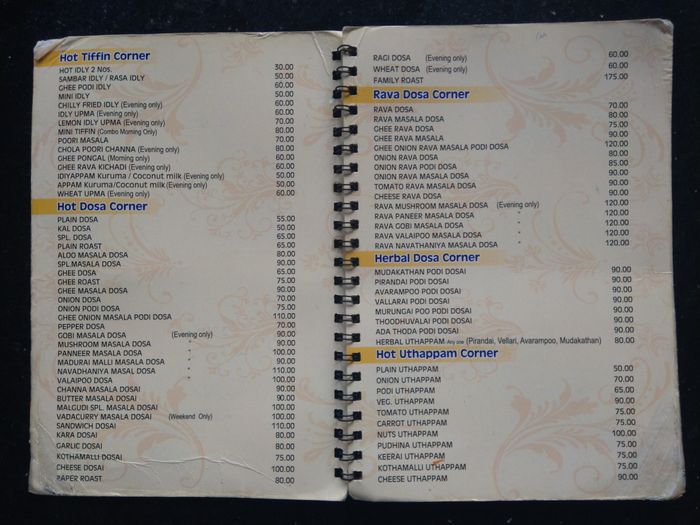 Hot Tiffin Corner
HOT IDLY 2 Nos. 30.00
SAMBAR IDLY / RASA IDLY 50.00
GHEE PODI IDLY 60.00
MINI IDLY 50.00
CHILLY FRIED IDLY (Evening only) 60.00
IDLY UPMA (Evening only) 60.00
LEMON IDLY UPMA (Evening only) 70.00
MINI TIFFIN (Combo Morning Only) 80.00
POORI MASALA 70.00
CHOLA POORI CHANNA (Evening only) 80.00
GHEE PONGAL (Morning only) 60.00
GHEE RAVA KICHADI (Evening only) 60.00
IDIYAPPAM Kuruma / Coconut milk (Evening only) 50.00
APPAM Kuruma/Coconut milk (Evening only) 50.00
WHEAT UPMA (Evening only) 60.00
Hot Dosa Corner
PLAIN DOSA 55.00
KAL DOSA 50.00
SPL. DOSA 65.00
PLAIN ROAST 65.00
ALOO MASALA DOSA 80.00
SPL.MASALA DOSA 90.00
GHEE DOSA 65.00
GHEE ROAST 75.00
GHEE MASALA DOSA 90.00
ONION DOSA 70.00
ONION PODI DOSA 75.00
GHEE ONION MASALA PODI DOSA 110.00
PEPPER DOSA 70.00
GOBI MASALA DOSA (Evening only) 90.00
MUSHROOM MASALA DOSA " 90.00
PANNEER MASALA DOSA " 100.00
MADURAI MALLI MASALA DOSA " 90.00
NAVADHANIYA MASAL DOSA " 110.00
VALAIPOO DOSA " 100.00
CHANNA MASALA DOSAI 90.00
BUTTER MASALA DOSAI 90.00
MALGUDI SPL. MASALA DOSAI 100.00
VADACURRY MASALA DOSAI (Weekend Only) 100.00
SANDWICH DOSAI 110.00
KARA DOSAI 80.00
GARLIC DOSAI 80.00
KOTHAMALLI DOSAI 75.00
CHEESE DOSAI 100.00
PAPER ROAST 80.00
RAGI DOSA (Evening only) 60.00
WHEAT DOSA (Evening only) 60.00
FAMILY ROAST 175.00
Rava Dosa Corner
RAVA DOSA 70.00
RAVA MASALA DOSA 80.00
GHEE RAVA DOSA 75.00
GHEE RAVA MASALA 90.00
GHEE ONION RAVA MASALA PODI DOSA 120.00
ONION RAVA DOSA 80.00
ONION RAVA PODI DOSA 85.00
ONION RAVA MASALA DOSA 90.00
TOMATO RAVA MASALA DOSA 90.00
CHEESE RAVA DOSA 90.00
RAVA MUSHROOM MASALA DOSA (Evening only) 120.00
RAVA PANEER MASALA DOSA " 120.00
RAVA GOBI MASALA DOSA " 120.00
RAVA VALAIPOO MASALA DOSA " 120.00
RAVA NAVATHANIYA MASALA DOSA " 120.00
Herbal Dosa Corner
MUDAKATHAN PODI DOSAI 90.00
PIRANDAI PODI DOSAI 90.00
AVARAMPOO PODI DOSAI 90.00
VALLARAI PODI DOSAI 90.00
MURUNGAI POO PODI DOSAI 90.00
THOODHUVALAI PODI DOSAI 90.00
ADA THODA PODI DOSAI 90.00
HERBAL UTHAPPAM Any one (Pirandai, Vellari, Avarampoo, Mudakathan) 80.00
Hot Uthappam Corner
PLAIN UTHAPPAM 50.00
ONION UTHAPPAM 70.00
PODI UTHAPPAM 65.00
VEG. UTHAPPAM 90.00
TOMATO UTHAPPAM 75.00
CARROT UTHAPPAM 75.00
NUTS UTHAPPAM 100.00
PUDHINA UTHAPPAM 75.00
KEERAI UTHAPPAM 75.00
KOTHAMALLI UTHAPPAM 75.00
CHEESE UTHAPPAM 90.00